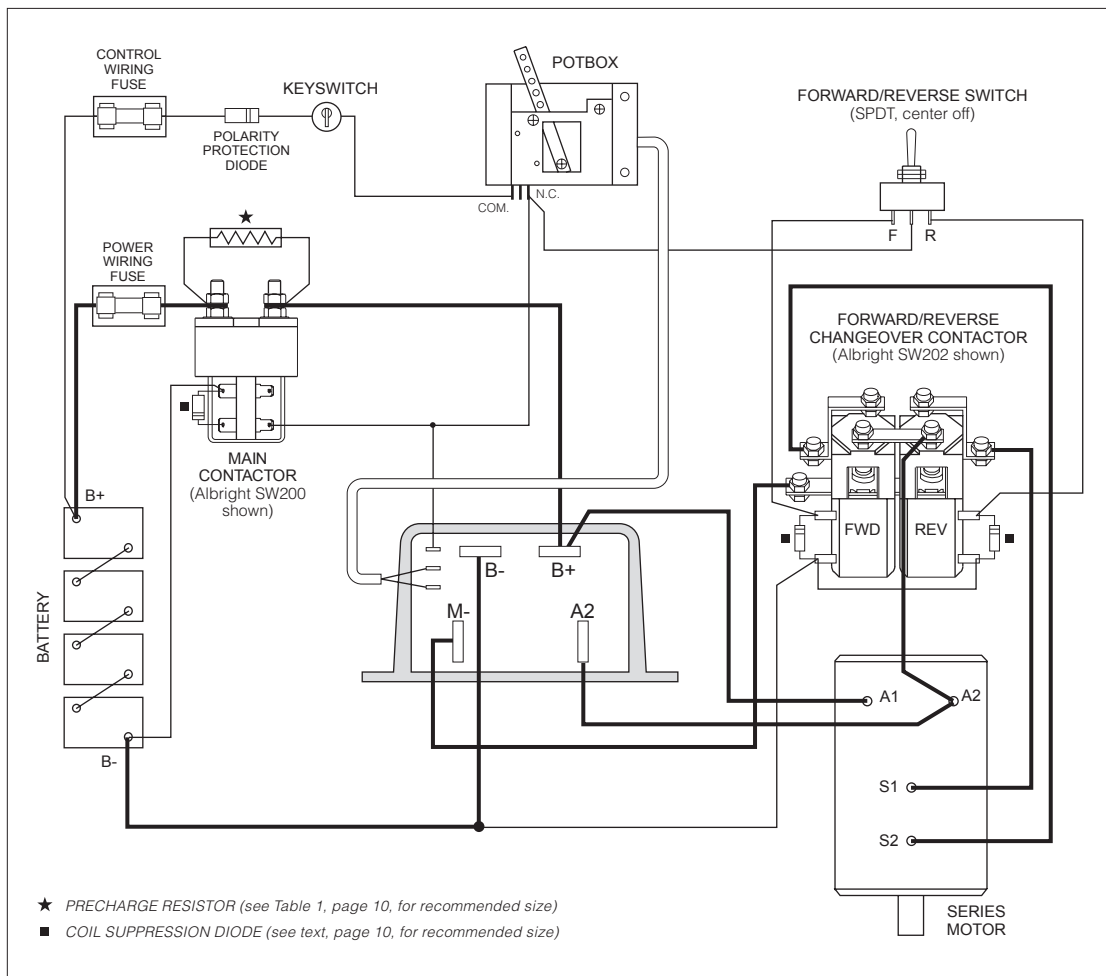 CONTROL
WIRING
FUSE
KEYSWITCH
POTBOX
FORWARD/REVERSE SWITCH
(SPDT, center off)
POLARITY
PROTECTION
DIODE
COM.
N.C.
F
R
★
POWER
WIRING
FUSE
FORWARD/REVERSE
CHANGEOVER CONTACTOR
(Albright SW202 shown)
■
MAIN
CONTACTOR
(Albright SW200
shown)
B+
BATTERY
B-
B-
B+
M-
A2
■
FWD
REV
■
A1
A2
S1
S2
SERIES
MOTOR
★ PRECHARGE RESISTOR (see Table 1, page 10, for recommended size)
■ COIL SUPPRESSION DIODE (see text, page 10, for recommended size)